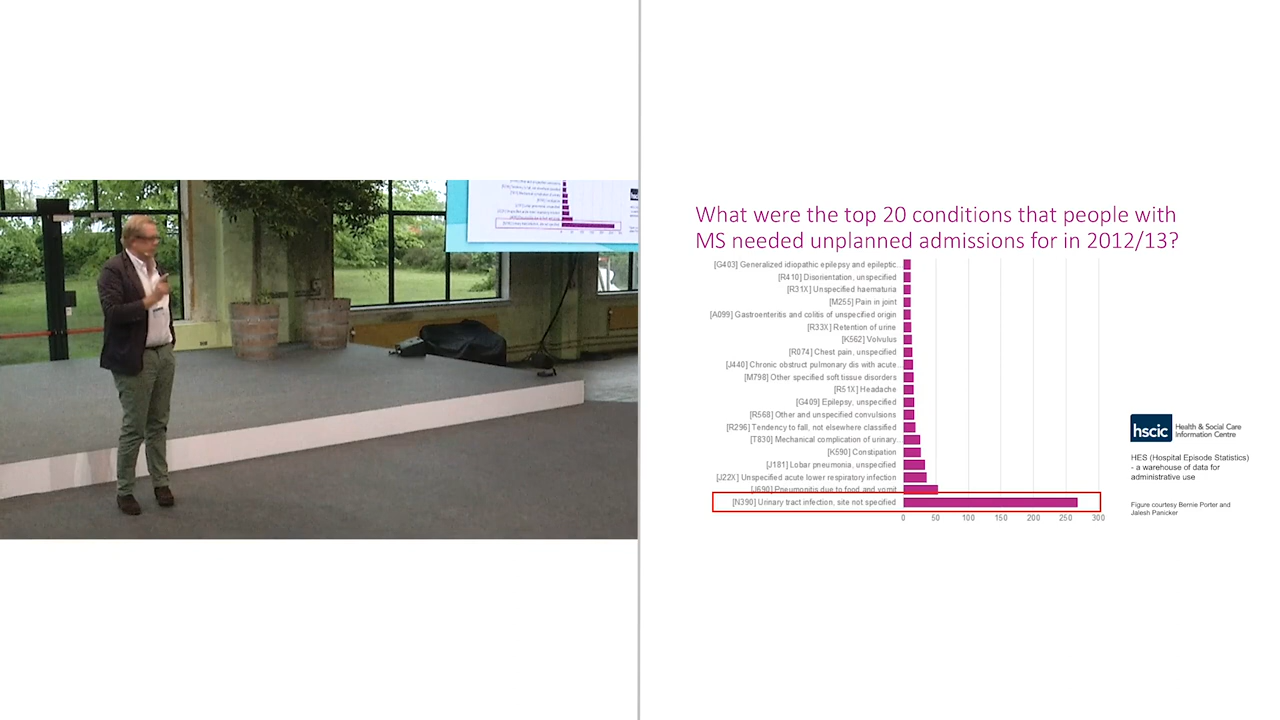 What were the top 20 conditions that people with
MS needed unplanned admissions for in 2012/13?
[G403] Generalized idiopathic epilepsy and epileptic
[R410] Disorientation, unspecified
[R31X] Unspecified haematuria
[M255] Pain in joint
[A099] Gastroenteritis and colitis of unspecified origin
[R33X] Retention of urine
[K562] Volvulus
[R074] Chest pain, unspecified
[J440] Chronic obstruct pulmonary dis with acute...
[M798] Other specified soft tissue disorders
[R51X] Headache
[G409] Epilepsy, unspecified
[R568] Other and unspecified convulsions
[R296] Tendency to fall, not elsewhere classified
[T830] Mechanical complication of urinary...
[K590] Constipation
[J181] Lobar pneumonia, unspecified
[J22X] Unspecified acute lower respiratory infection
[J690] Pneumonitis due to food and vomit
[N390] Urinary tract infection, site not specified
0 50 100 150 200 250 300
hscic Health & Social Care
Information Centre
HES (Hospital Episode Statistics)
- a warehouse of data for
administrative use
Figure courtesy Bernie Porter and
Jalesh Panicker